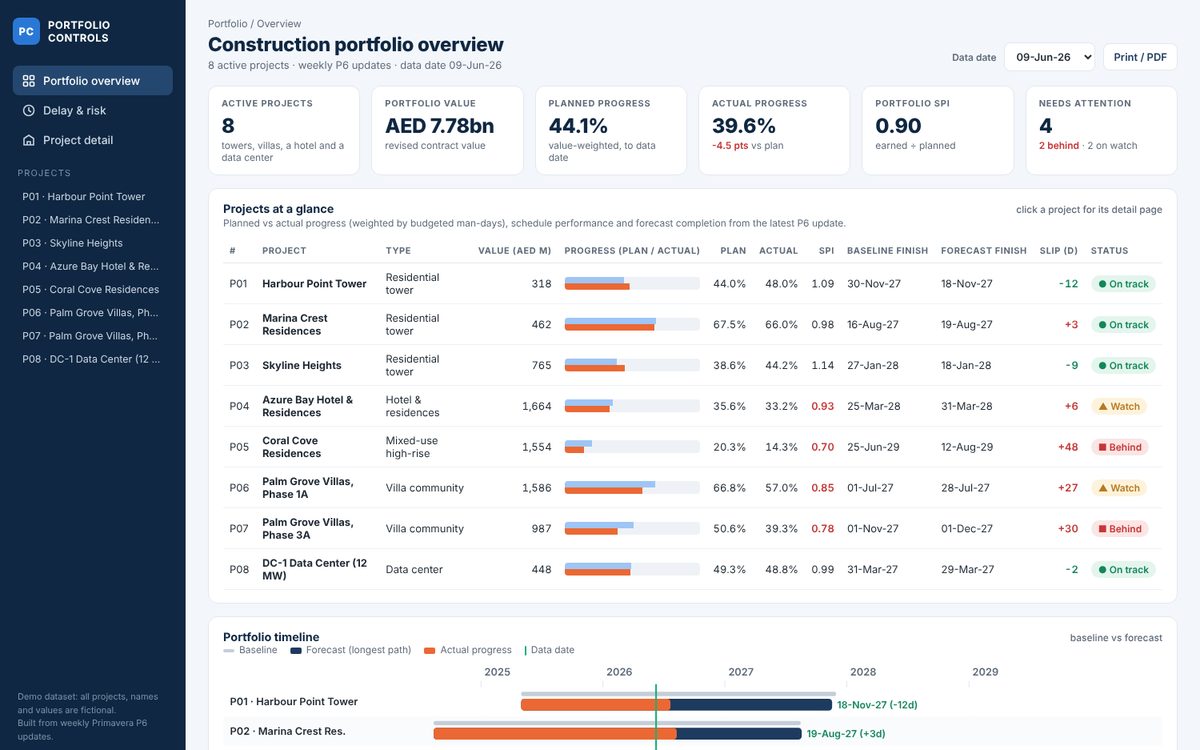 PC
PORTFOLIO
CONTROLS
Portfolio overview
Delay & risk
Project detail
PROJECTS
P01 · Harbour Point Tower
P02 · Marina Crest Residen...
P03 · Skyline Heights
P04 · Azure Bay Hotel & Re...
P05 · Coral Cove Residences
P06 · Palm Grove Villas, Ph...
P07 · Palm Grove Villas, Ph...
P08 · DC-1 Data Center (12 ...
Demo dataset: all projects, names
and values are fictional.
Built from weekly Primavera P6
updates.
Portfolio / Overview
Construction portfolio overview
8 active projects · weekly P6 updates · data date 09-Jun-26
Data date 09-Jun-26 Print / PDF
ACTIVE PROJECTS
8
towers, villas, a hotel and a
data center
PORTFOLIO VALUE
AED 7.78bn
revised contract value
PLANNED PROGRESS
44.1%
value-weighted, to data
date
ACTUAL PROGRESS
39.6%
-4.5 pts vs plan
PORTFOLIO SPI
0.90
earned ÷ planned
NEEDS ATTENTION
4
2 behind · 2 on watch
Projects at a glance
click a project for its detail page
Planned vs actual progress (weighted by budgeted man-days), schedule performance and forecast completion from the latest P6 update.
# PROJECT TYPE VALUE (AED M) PROGRESS (PLAN / ACTUAL) PLAN ACTUAL SPI BASELINE FINISH FORECAST FINISH SLIP (D) STATUS
P01 Harbour Point Tower Residential tower 318 44.0% 48.0% 1.09 30-Nov-27 18-Nov-27 -12 On track
P02 Marina Crest Residences Residential tower 462 67.5% 66.0% 0.98 16-Aug-27 19-Aug-27 +3 On track
P03 Skyline Heights Residential tower 765 38.6% 44.2% 1.14 27-Jan-28 18-Jan-28 -9 On track
P04 Azure Bay Hotel & Residences Hotel & residences 1,664 35.6% 33.2% 0.93 25-Mar-28 31-Mar-28 +6 Watch
P05 Coral Cove Residences Mixed-use high-rise 1,554 20.3% 14.3% 0.70 25-Jun-29 12-Aug-29 +48 Behind
P06 Palm Grove Villas, Phase 1A Villa community 1,586 66.8% 57.0% 0.85 01-Jul-27 28-Jul-27 +27 Watch
P07 Palm Grove Villas, Phase 3A Villa community 987 50.6% 39.3% 0.78 01-Nov-27 01-Dec-27 +30 Behind
P08 DC-1 Data Center (12 MW) Data center 448 49.3% 48.8% 0.99 31-Mar-27 29-Mar-27 -2 On track
Portfolio timeline
baseline vs forecast
Baseline Forecast (longest path) Actual progress Data date
2025 2026 2027 2028 2029
P01 · Harbour Point Tower 18-Nov-27 (-12d)
P02 · Marina Crest Res. 19-Aug-27 (+3d)